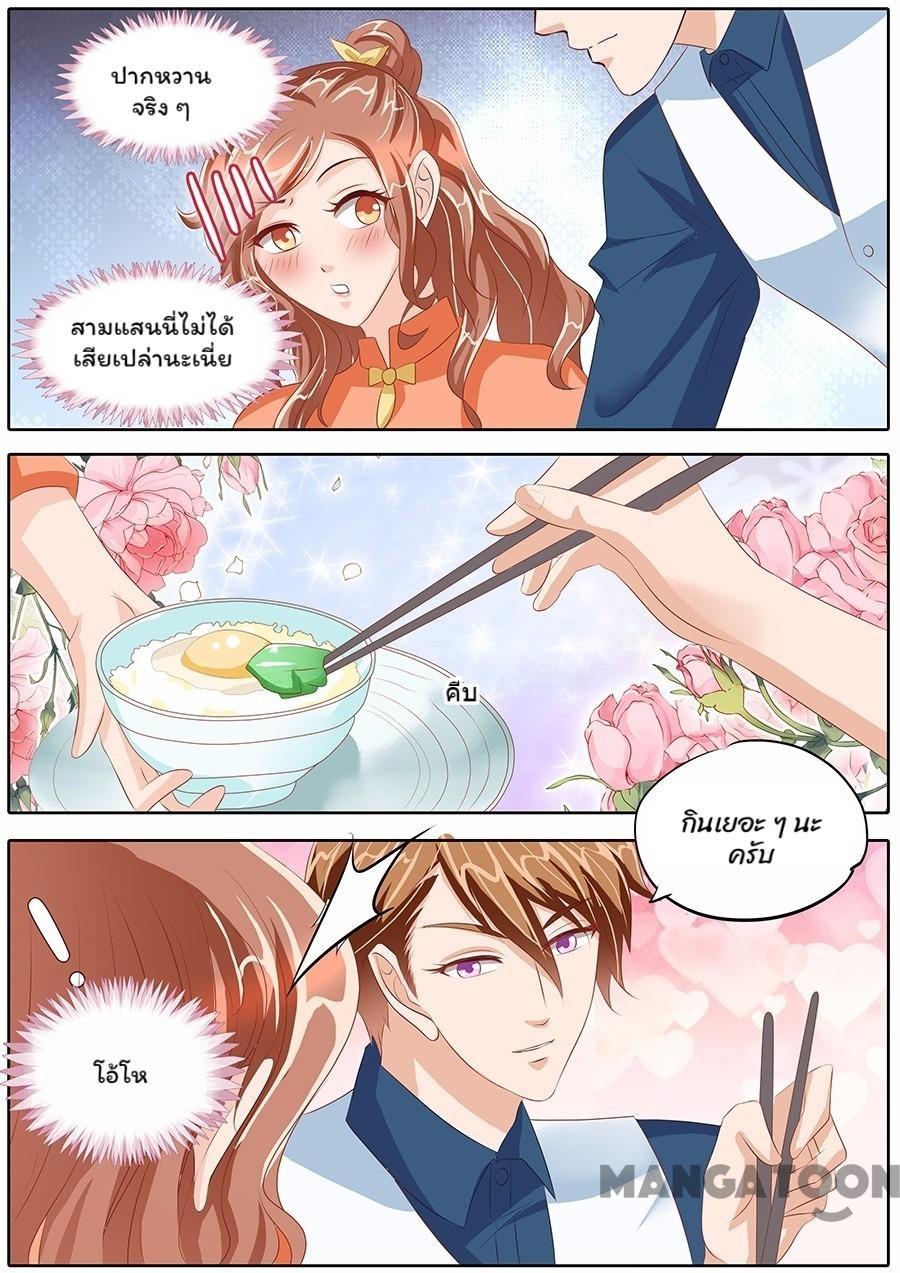 ปากหวาน
จริง ๆ
สามแสนนี่ไม่ได้
เสียเปล่านะเนี่ย
คีบ
กินเยอะ ๆ นะ
ครับ
!
โอ้โห
MANGATOON